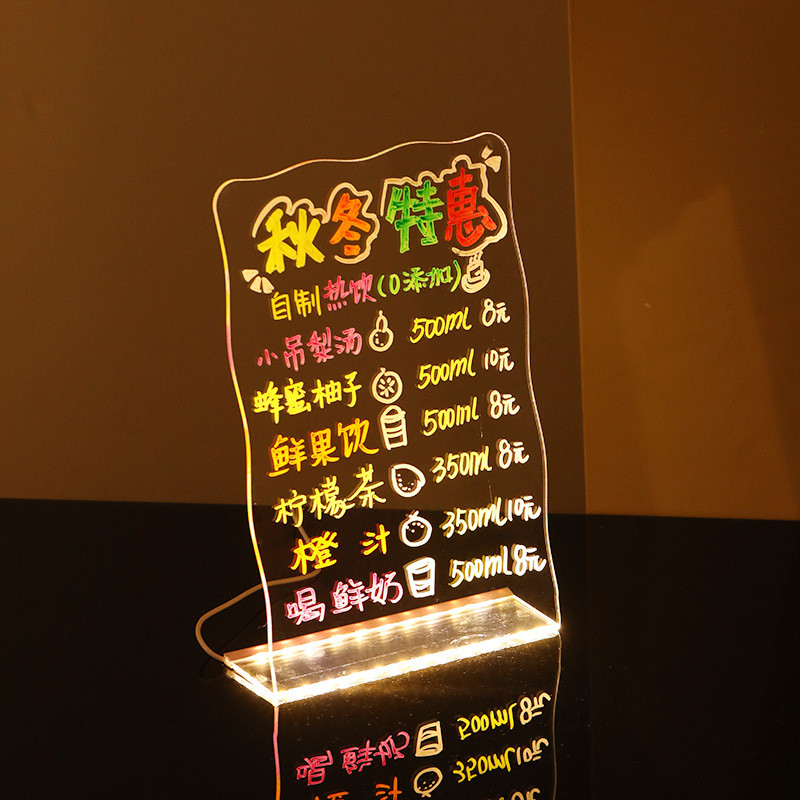 秋冬特惠
自制热饮(0添加)
小吊梨汤 500ml 8元
蜂蜜柚子 500ml 10元
鲜果饮 500ml 8元
柠檬茶 350ml 8元
橙汁 350ml 10元
喝鲜奶 500ml 8元